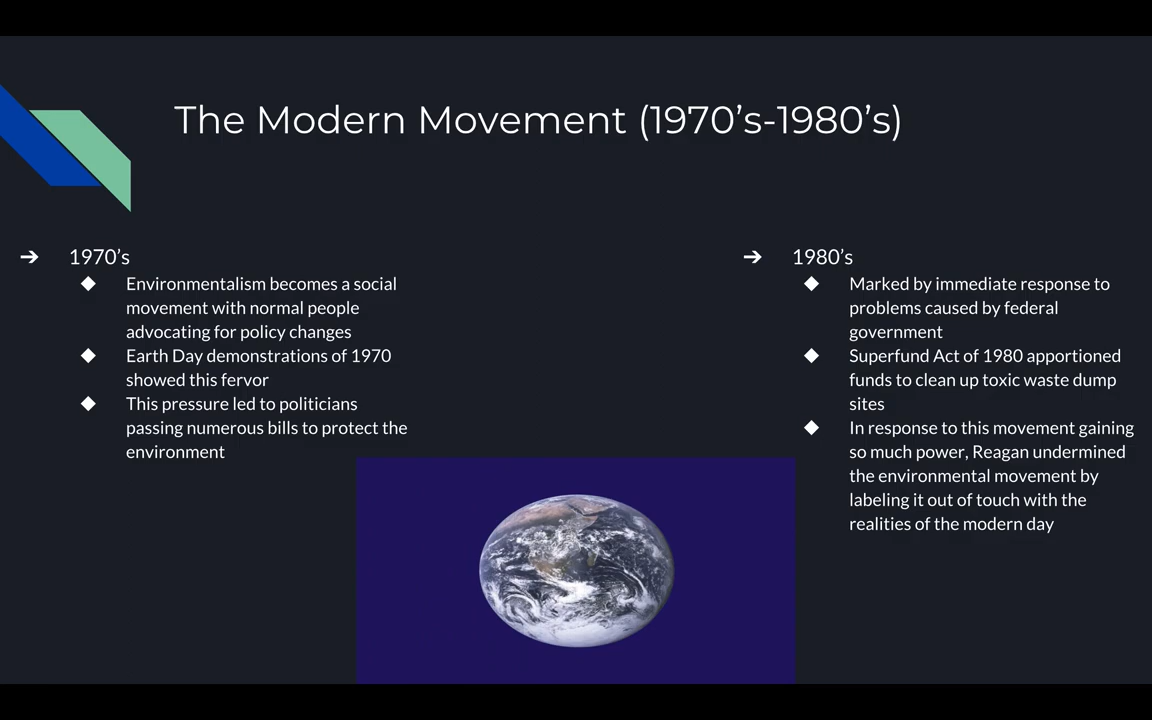 The Modern Movement (1970’s-1980’s)
➔ 1970’s
◆ Environmentalism becomes a social
movement with normal people
advocating for policy changes
◆ Earth Day demonstrations of 1970
showed this fervor
◆ This pressure led to politicians
passing numerous bills to protect the
environment
➔ 1980’s
◆ Marked by immediate response to
problems caused by federal
government
◆ Superfund Act of 1980 apportioned
funds to clean up toxic waste dump
sites
◆ In response to this movement gaining
so much power, Reagan undermined
the environmental movement by
labeling it out of touch with the
realities of the modern day